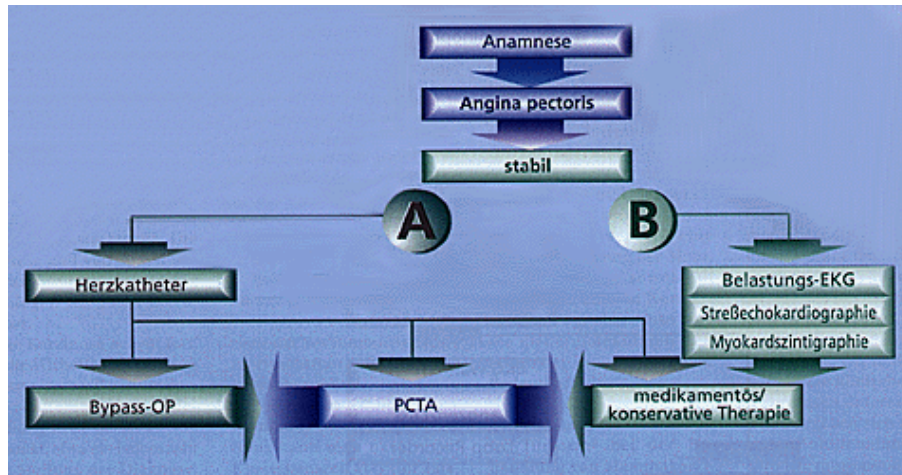 Anamnese
Angina pectoris
stabil
A
B
Herzkatheter
Belastungs-EKG
Streßechokardiographie
Myokardszintigraphie
Bypass-OP
PCTA
medikamentös/
konservative Therapie